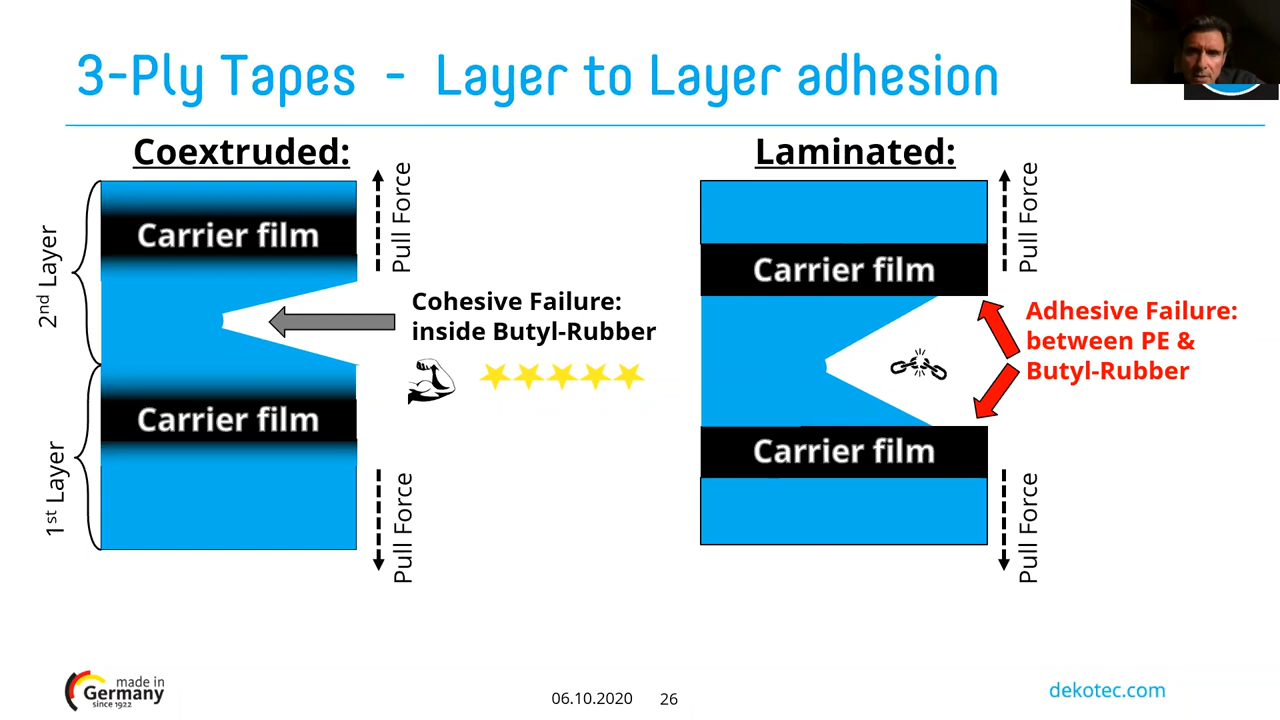 3-Ply Tapes - Layer to Layer adhesion
Coextruded:
2nd Layer
1st Layer
Carrier film
Carrier film
Pull Force
Pull Force
Cohesive Failure:
inside Butyl-Rubber
Laminated:
Carrier film
Carrier film
Pull Force
Pull Force
Adhesive Failure:
between PE &
Butyl-Rubber
made in
Germany
since 1922
06.10.2020 26
dekotec.com